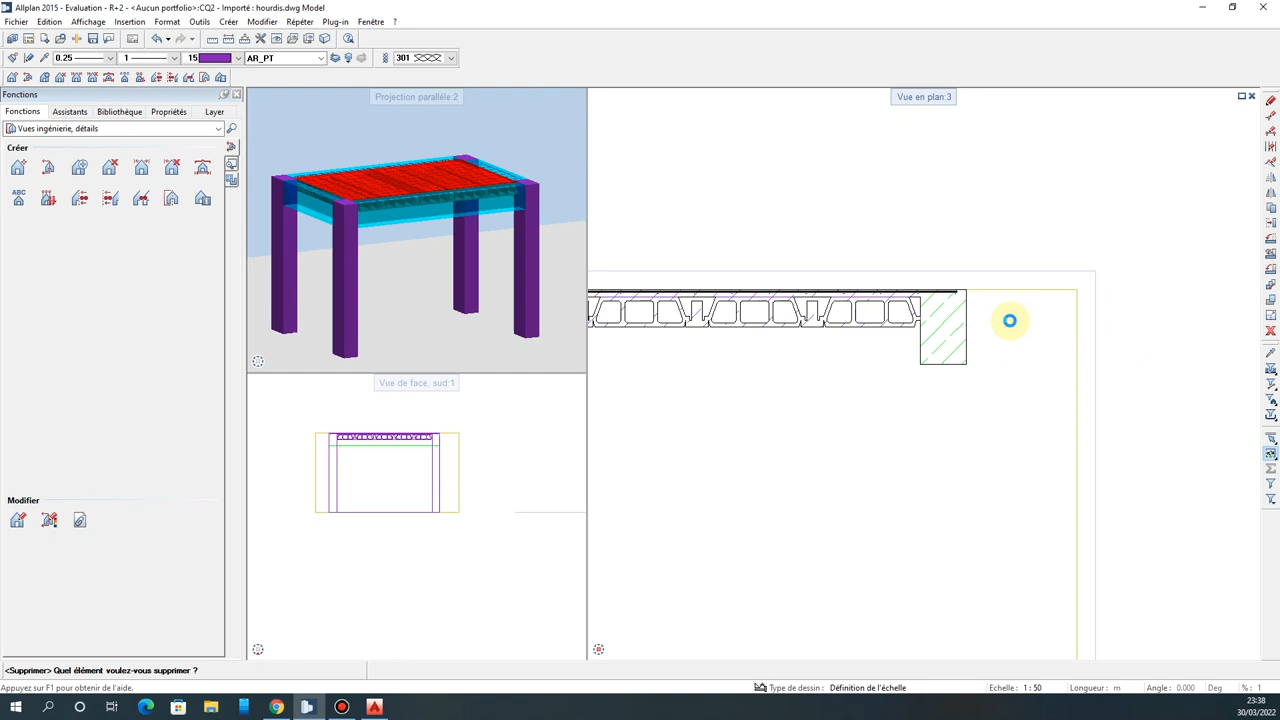 Allplan 2015 - Evaluation - R+2 - <Aucun portfolio>:CQ2 - Importé : hourdis.dwg Model
Fichier Edition Affichage Insertion Format Outils Créer Modifier Répéter Plug-in Fenêtre ?
0.25 1 15 AR_PT 301
Fonctions
Fonctions Assistants Bibliothèque Propriétés Layer
Vues ingénierie, détails
Créer
ABC
Modifier
Projection parallèle:2
Vue de face, sud:1
Vue en plan:3
<Supprimer> Quel élément voulez-vous supprimer ?
Appuyez sur F1 pour obtenir de l'aide.
Type de dessin : Définition de l'échelle Echelle : 1 : 50 Longueur : m Angle : 0.000 Deg % : 1
23:38
30/03/2022